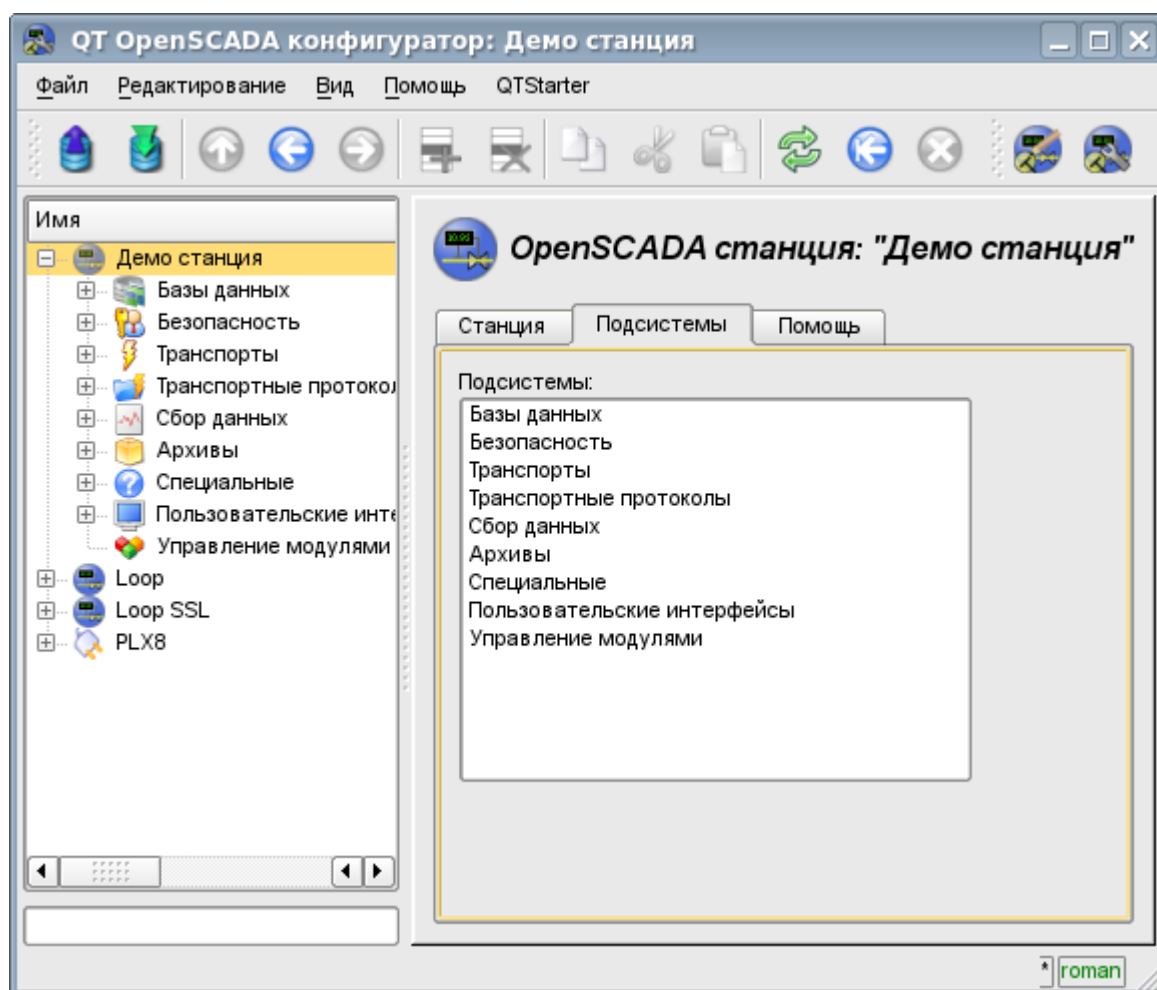 QT OpenSCADA конфигуратор: Демо станция
Файл Редактирование Вид Помощь QTStarter
Имя
Демо станция
Базы данных
Безопасность
Транспорты
Транспортные протокол
Сбор данных
Архивы
Специальные
Пользовательские инте
Управление модулями
Loop
Loop SSL
PLX8
OpenSCADA станция: "Демо станция"
Станция Подсистемы Помощь
Подсистемы:
Базы данных
Безопасность
Транспорты
Транспортные протоколы
Сбор данных
Архивы
Специальные
Пользовательские интерфейсы
Управление модулями
* roman